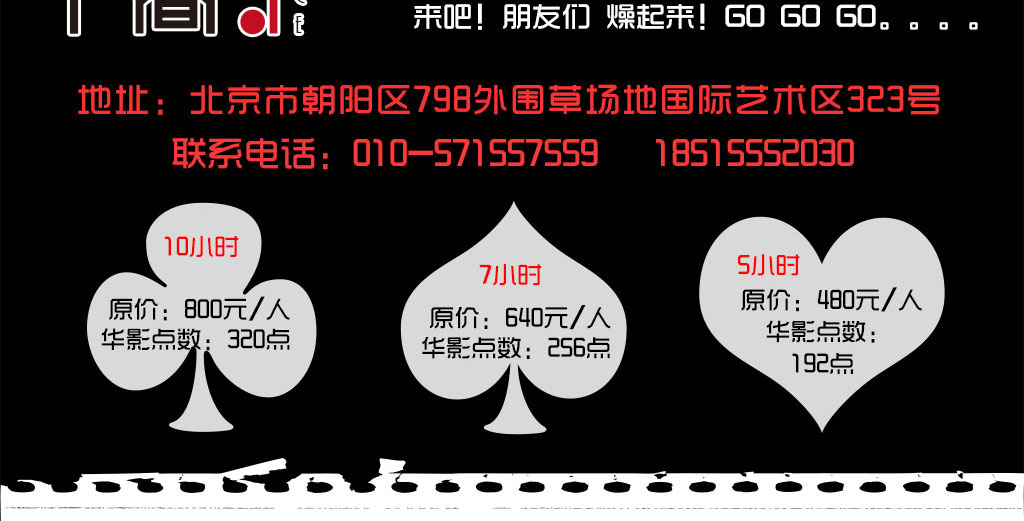 来吧！朋友们 燥起来！GO GO GO。。。。
地址：北京市朝阳区798外围草场地国际艺术区323号
联系电话：010-571557559 18515552030
10小时
原价：800元/人
华影点数：320点
7小时
原价：640元/人
华影点数：256点
5小时
原价：480元/人
华影点数：
192点